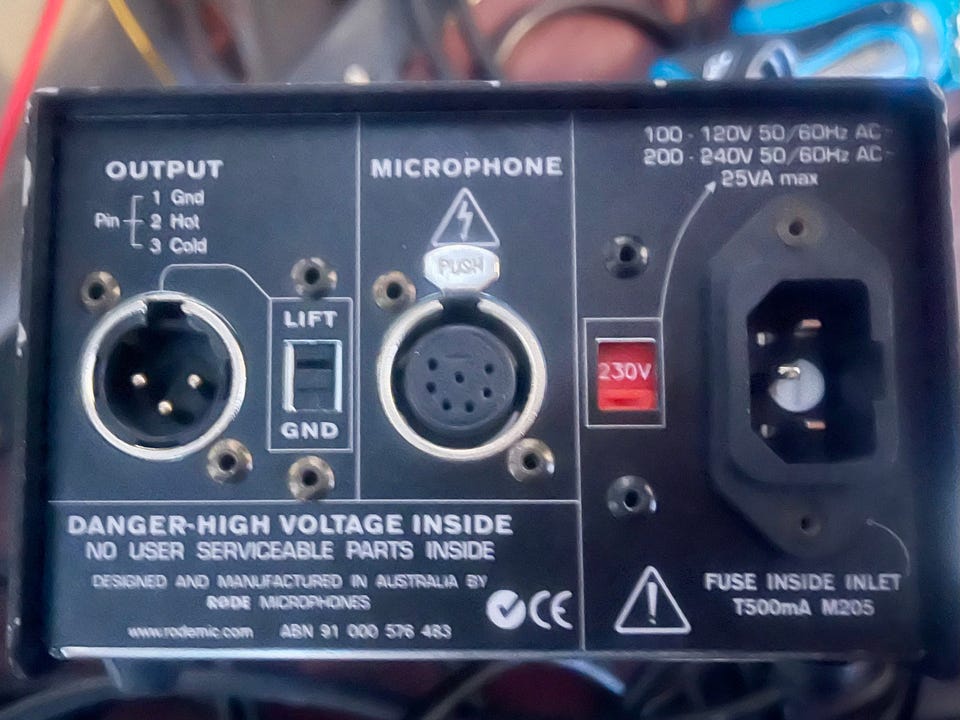 OUTPUT
1 Gnd
Pin 2 Hot
3 Cold
LIFT
GND
MICROPHONE
PUSH
100 - 120V 50/60Hz AC~
200 - 240V 50/60Hz AC~
25VA max
230V
DANGER-HIGH VOLTAGE INSIDE
NO USER SERVICEABLE PARTS INSIDE
DESIGNED AND MANUFACTURED IN AUSTRALIA BY
RØDE MICROPHONES
www.rodemic.com ABN 91 000 576 483
CE
FUSE INSIDE INLET
T500mA M205